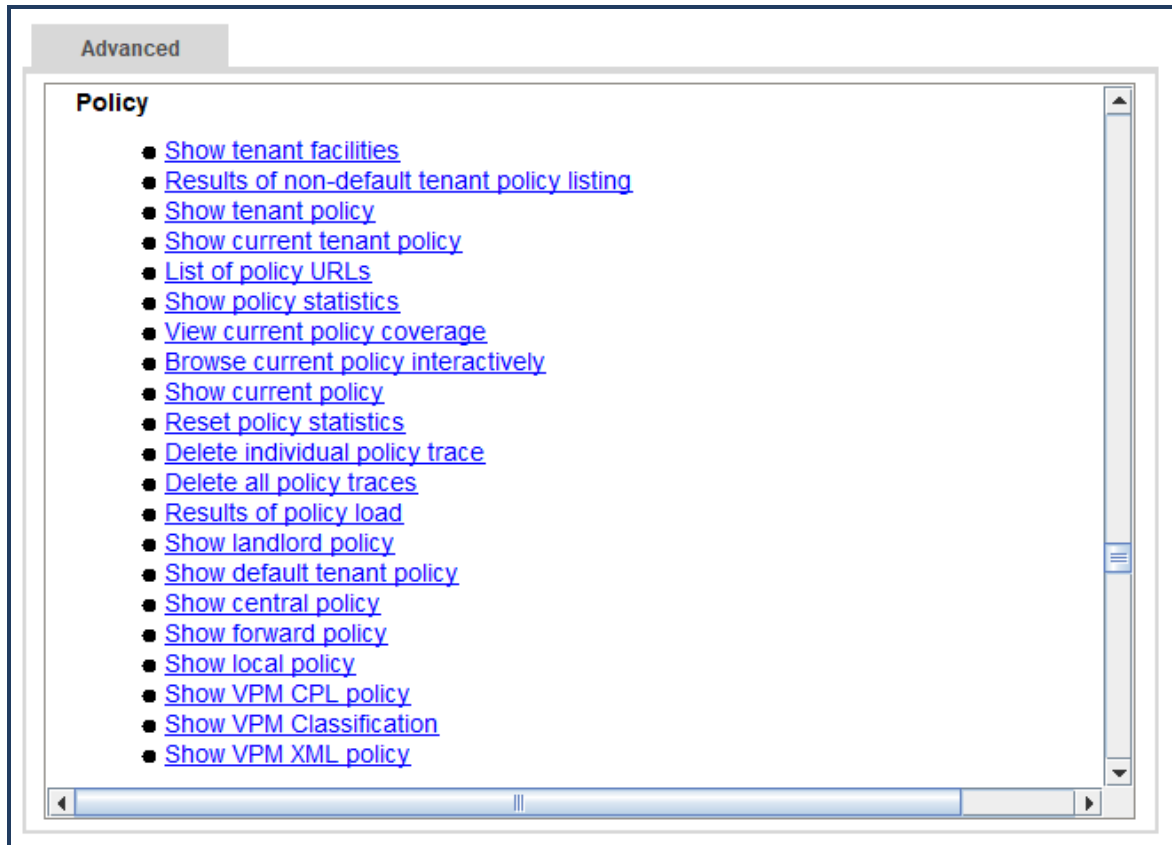 Advanced
Policy
Show tenant facilities
Results of non-default tenant policy listing
Show tenant policy
Show current tenant policy
List of policy URLs
Show policy statistics
View current policy coverage
Browse current policy interactively
Show current policy
Reset policy statistics
Delete individual policy trace
Delete all policy traces
Results of policy load
Show landlord policy
Show default tenant policy
Show central policy
Show forward policy
Show local policy
Show VPM CPL policy
Show VPM Classification
Show VPM XML policy